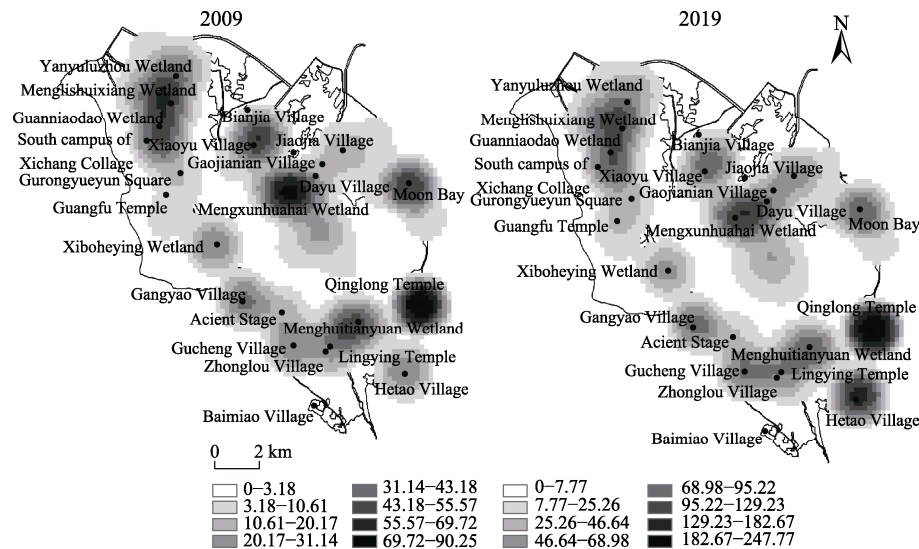 2009
Yanyuluzhou Wetland
Menglishuixiang Wetland
Guanniaodao Wetland
Bianjia Village
South campus of
Xichang Collage
Xiaoyu Village
Jiaojia Village
Gaojianian Village
Gurongyueyun Square
Dayu Village
Moon Bay
Guangfu Temple
Mengxunhuahai Wetland
Xiboheying Wetland
Qinglong Temple
Gangyao Village
Acient Stage
Menghuitianyuan Wetland
Gucheng Village
Lingying Temple
Zhonglou Village
Hetao Village
Baimiao Village
0 2 km
2019
N
Yanyuluzhou Wetland
Menglishuixiang Wetland
Guanniaodao Wetland
Bianjia Village
South campus of
Xichang Collage
Xiaoyu Village
Jiaojia Village
Gaojianian Village
Gurongyueyun Square
Dayu Village
Moon Bay
Guangfu Temple
Mengxunhuahai Wetland
Xiboheying Wetland
Qinglong Temple
Gangyao Village
Acient Stage
Menghuitianyuan Wetland
Gucheng Village
Lingying Temple
Zhonglou Village
Hetao Village
Baimiao Village
0–3.18
3.18–10.61
10.61–20.17
20.17–31.14
31.14–43.18
43.18–55.57
55.57–69.72
69.72–90.25
0–7.77
7.77–25.26
25.26–46.64
46.64–68.98
68.98–95.22
95.22–129.23
129.23–182.67
182.67–247.77